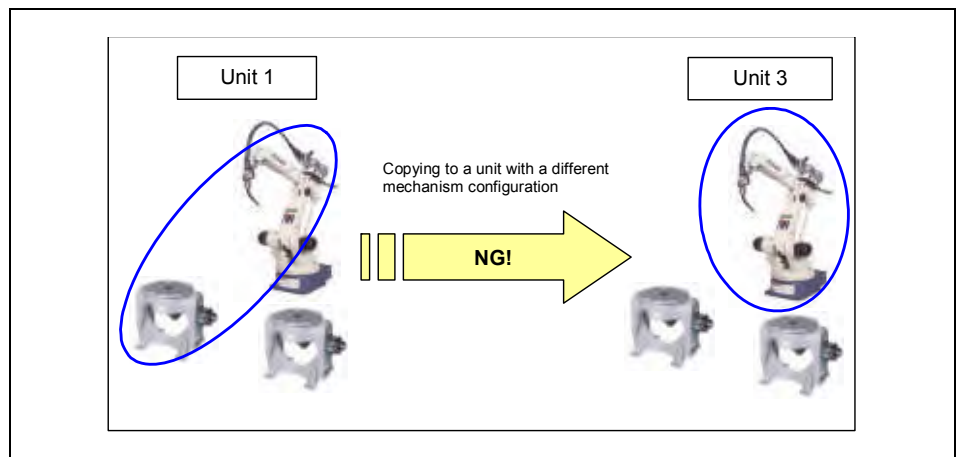 Unit 1
Unit 3
Copying to a unit with a different
mechanism configuration
NG!